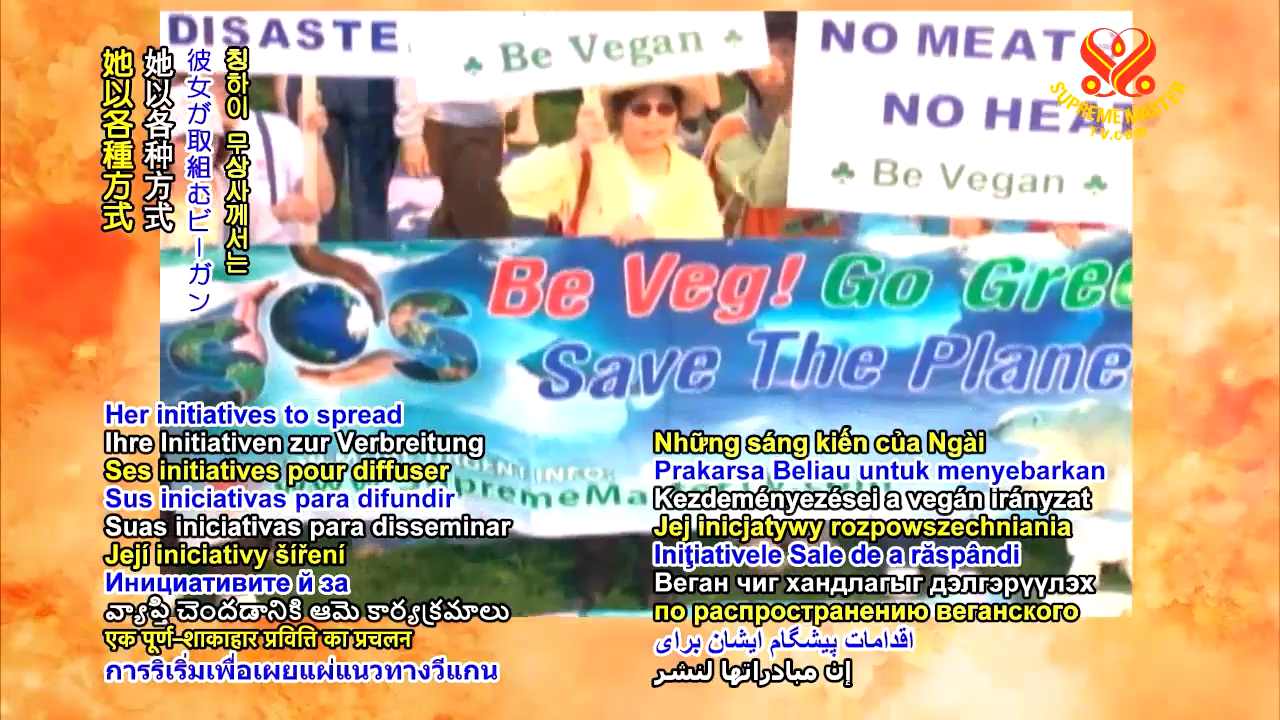 DISASTE
♣ Be Vegan ♣
NO MEAT
NO HEA
♣ Be Vegan ♣
SUPREME MASTER
TV.com
칭하이 무상사께서는
彼女が取組むビーガン
她以各种方式
她以各種方式
SOS
Be Veg! Go Gree
Save The Plane
Her initiatives to spread
Ihre Initiativen zur Verbreitung
Ses initiatives pour diffuser
Sus iniciativas para difundir
Suas iniciativas para disseminar
Její iniciativy šíření
Инициативите й за
వ్యాప్తి చెందడానికి ఆమె కార్యక్రమాలు
एक पूर्ण-शाकाहार प्रवित्ति का प्रचलन
การริเริ่มเพื่อเผยแผ่แนวทางวีแกน
Những sáng kiến của Ngài
Prakarsa Beliau untuk menyebarkan
Kezdeményezései a vegán irányzat
Jej inicjatywy rozpowszechniania
Iniţiativele Sale de a răspândi
Веган чиг хандлагыг дэлгэрүүлэх
по распространению веганского
اقدامات پیشگام ایشان برای
إن مبادراتها لنشر